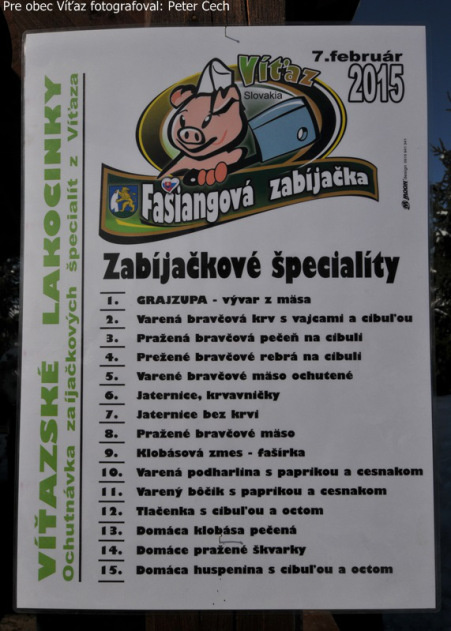 Pre obec Víťaz fotografoval: Peter Cech
7.február
2015
Víťaz
Slovakia
Fašiangová zabíjačka
VÍŤAZSKÉ LAKOCINKY
Ochutnávka zaíjačkových špecialít z Víťaza
Zabíjačkové špeciality
1. GRAJZUPA - vývar z mäsa
2. Varená bravčová krv s vajcami a cibuľou
3. Pražená bravčová pečeň na cibuli
4. Prežené bravčové rebrá na cibuli
5. Varené bravčové mäso ochutené
6. Jaternice, krvavničky
7. Jaternice bez krvi
8. Pražené bravčové mäso
9. Klobásová zmes - fašírka
10. Varená podharlina s paprikou a cesnakom
11. Varený bôčik s paprikou a cesnakom
12. Tlačenka s cibuľou a octom
13. Domáca klobása pečená
14. Domáce pražené škvarky
15. Domáca huspenina s cibuľou a octom